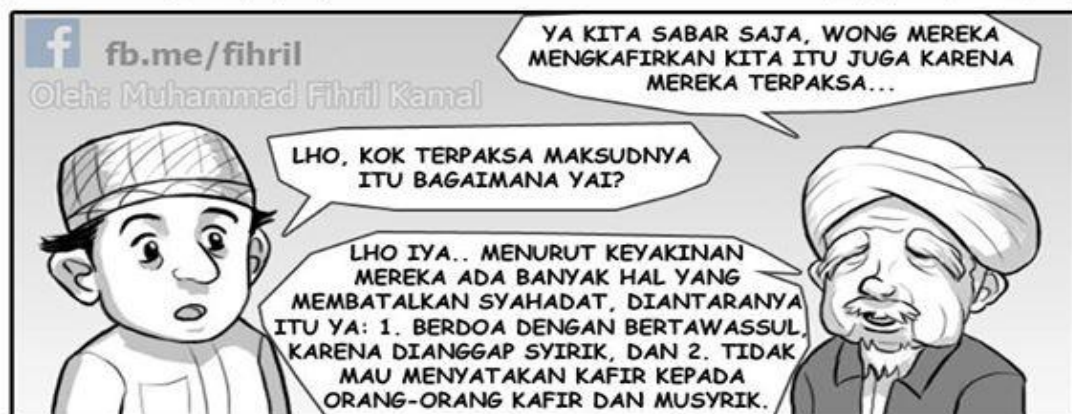 fb.me/fihril
Oleh: Muhammad Fihril Kamal
YA KITA SABAR SAJA, WONG MEREKA
MENGKAFIRKAN KITA ITU JUGA KARENA
MEREKA TERPAKSA...
LHO, KOK TERPAKSA MAKSUDNYA
ITU BAGAIMANA YAI?
LHO IYA.. MENURUT KEYAKINAN
MEREKA ADA BANYAK HAL YANG
MEMBATALKAN SYAHADAT, DIANTARANYA
ITU YA: 1. BERDOA DENGAN BERTAWASSUL,
KARENA DIANGGAP SYIRIK, DAN 2. TIDAK
MAU MENYATAKAN KAFIR KEPADA
ORANG-ORANG KAFIR DAN MUSYRIK.